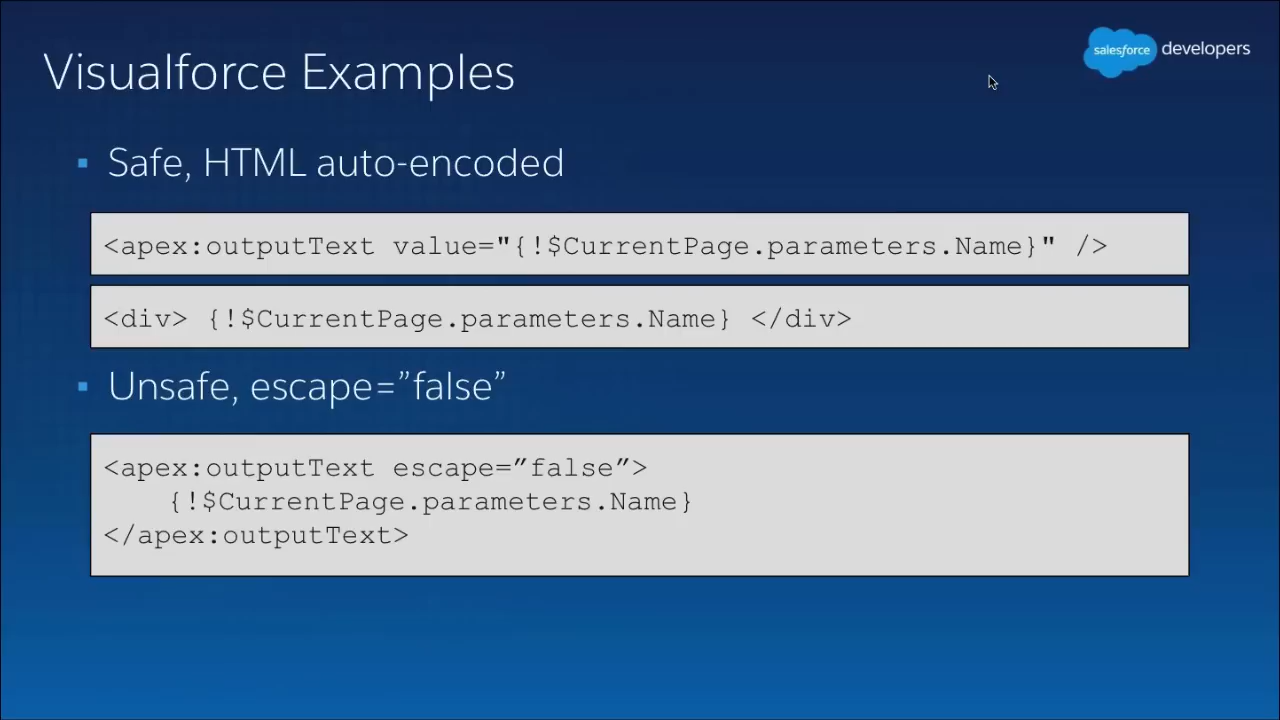 Visualforce Examples
salesforce developers
▪ Safe, HTML auto-encoded
<apex:outputText value="{!$CurrentPage.parameters.Name}" />
<div> {!$CurrentPage.parameters.Name} </div>
▪ Unsafe, escape=”false”
<apex:outputText escape=”false”>
{!$CurrentPage.parameters.Name}
</apex:outputText>